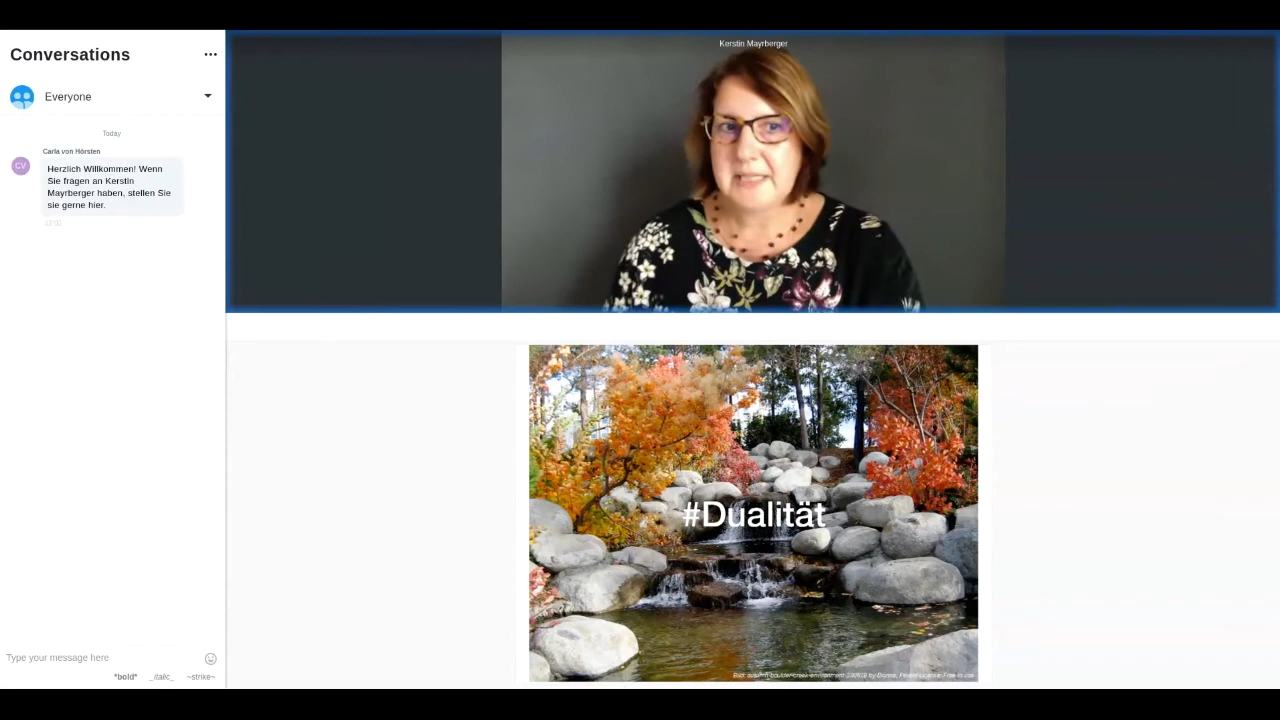 Conversations
Everyone
Today
Carla von Hörsten
CV
Herzlich Willkommen! Wenn
Sie fragen an Kerstin
Mayrberger haben, stellen Sie
sie gerne hier.
Type your message here
*bold* _italic_ ~strike~
Kerstin Mayrberger
#Dualität